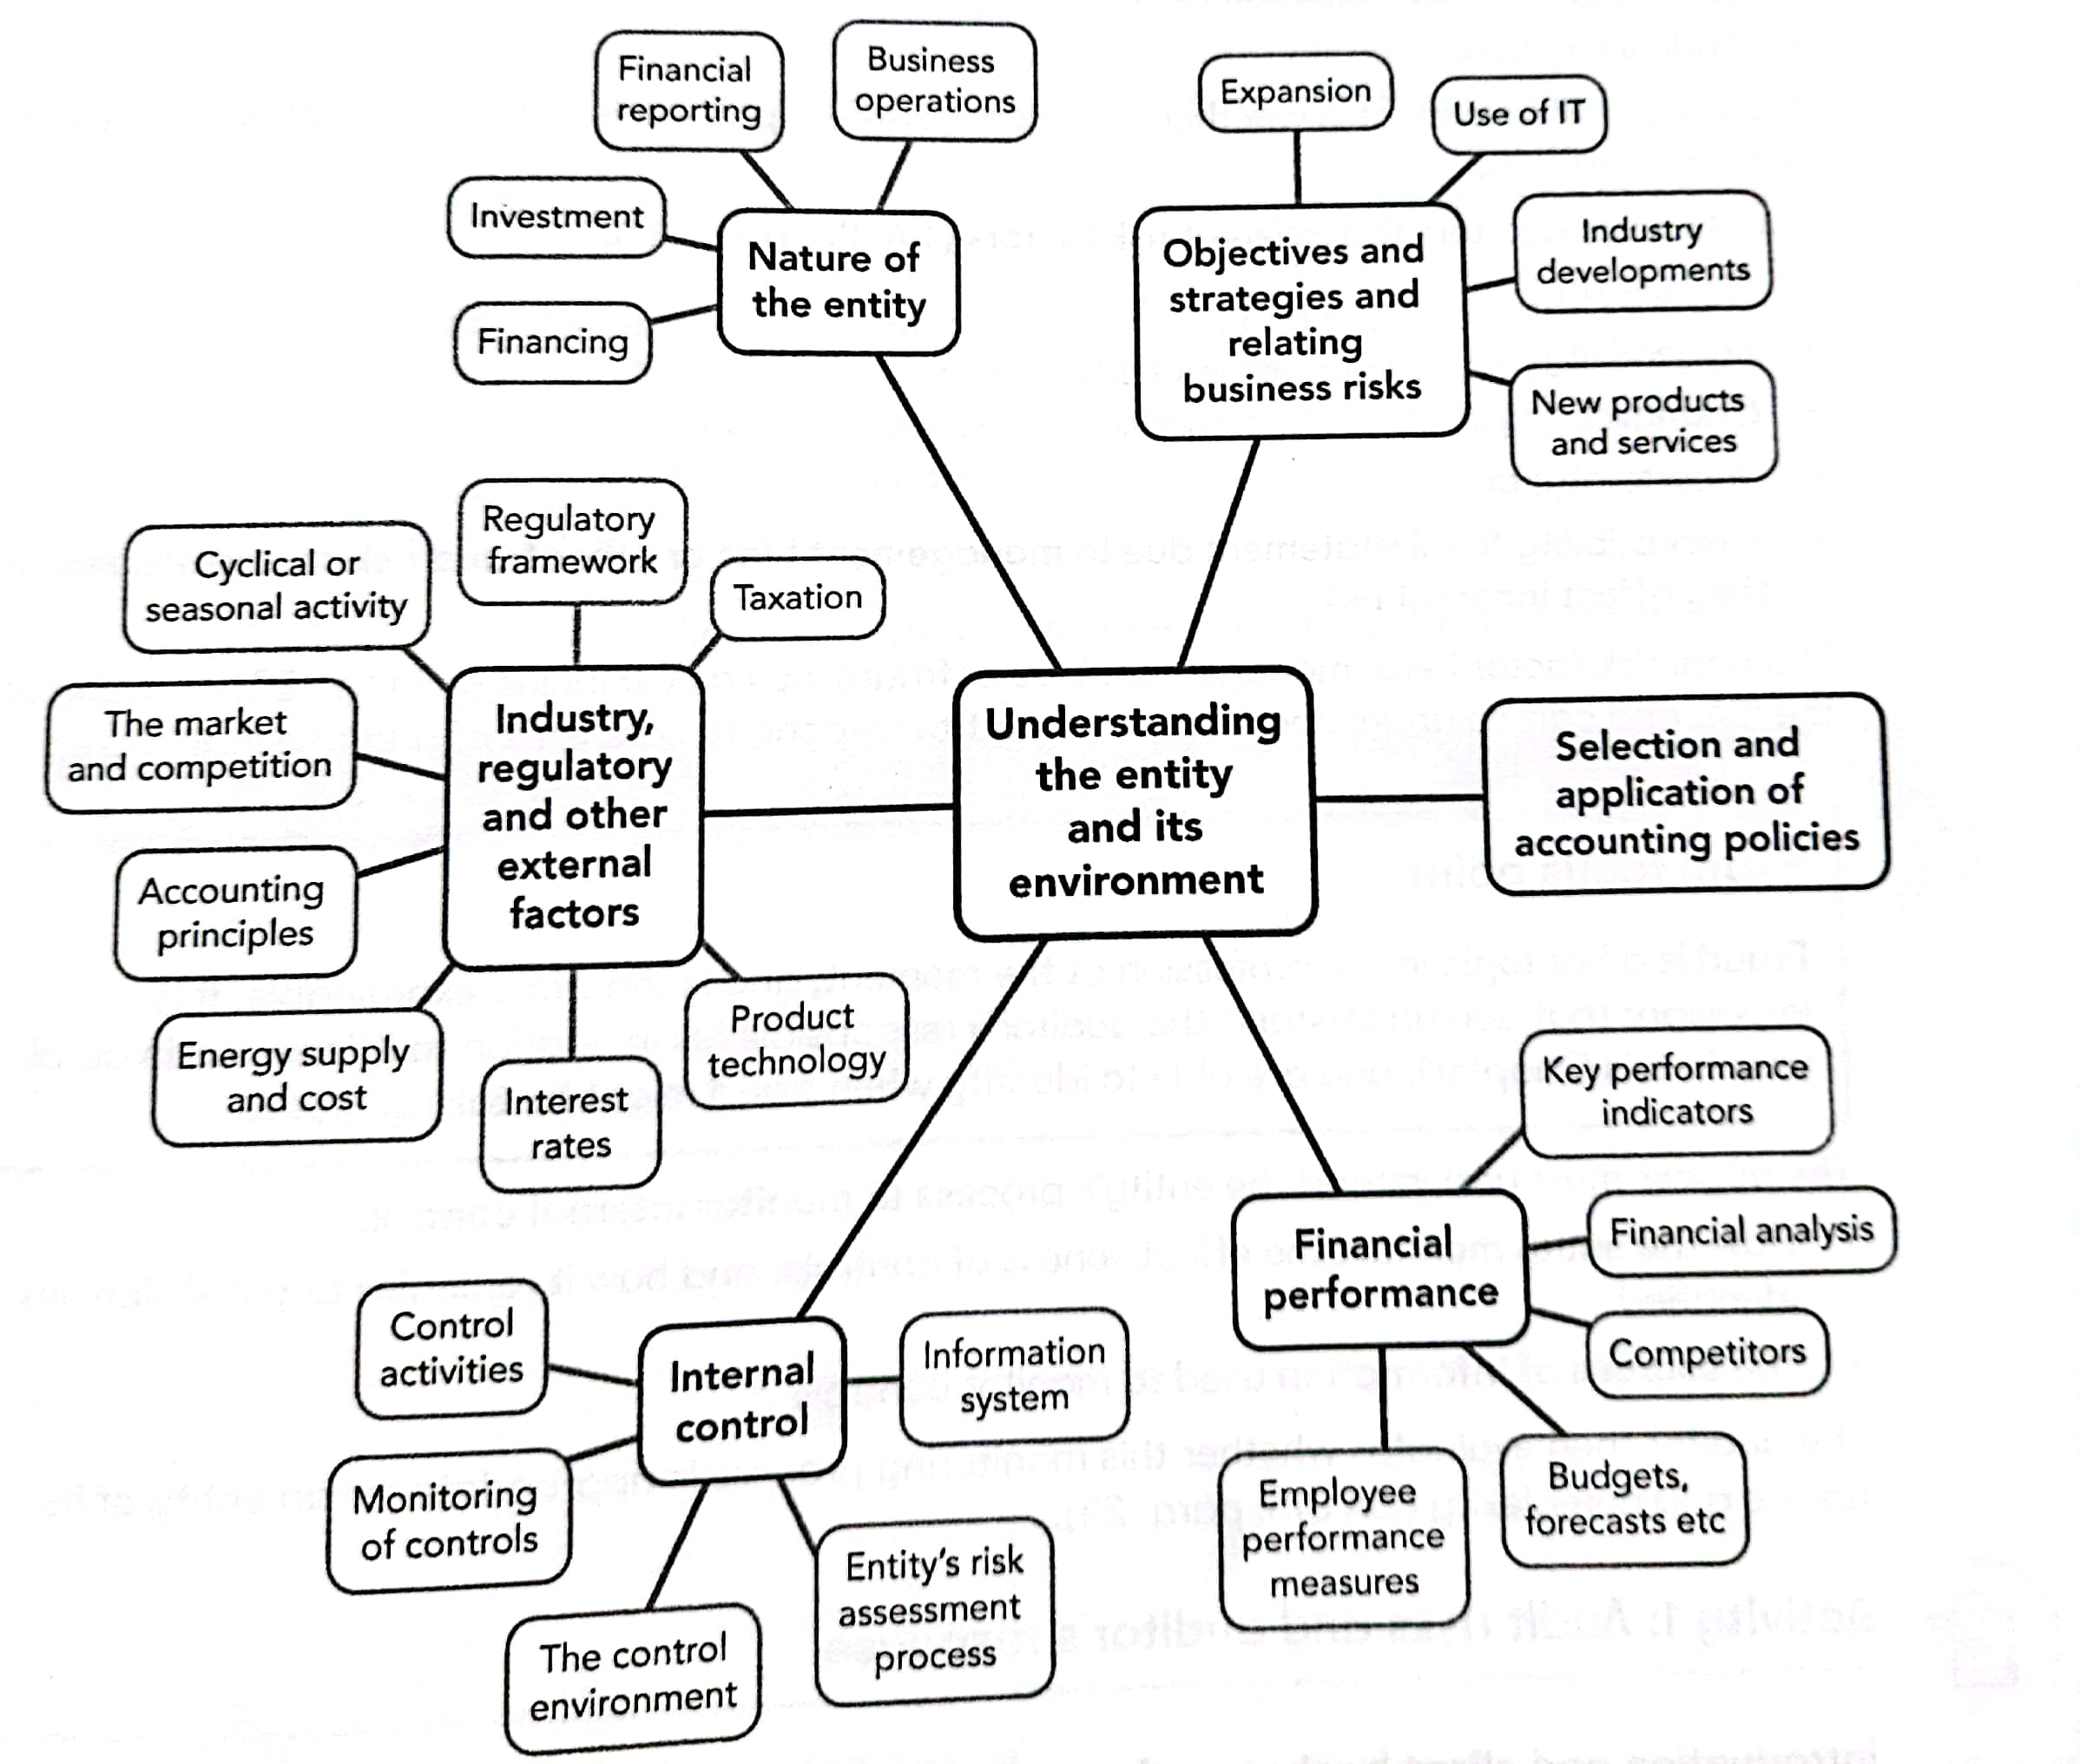 Financial
reporting
Business
operations
Investment
Financing
Nature of
the entity
Expansion
Use of IT
Industry
developments
New products
and services
Objectives and
strategies and
relating
business risks
Cyclical or
seasonal activity
Regulatory
framework
Taxation
The market
and competition
Accounting
principles
Energy supply
and cost
Interest
rates
Product
technology
Industry,
regulatory
and other
external
factors
Understanding
the entity
and its
environment
Selection and
application of
accounting policies
Key performance
indicators
Financial analysis
Competitors
Budgets,
forecasts etc
Employee
performance
measures
Financial
performance
Control
activities
Monitoring
of controls
The control
environment
Entity's risk
assessment
process
Information
system
Internal
control